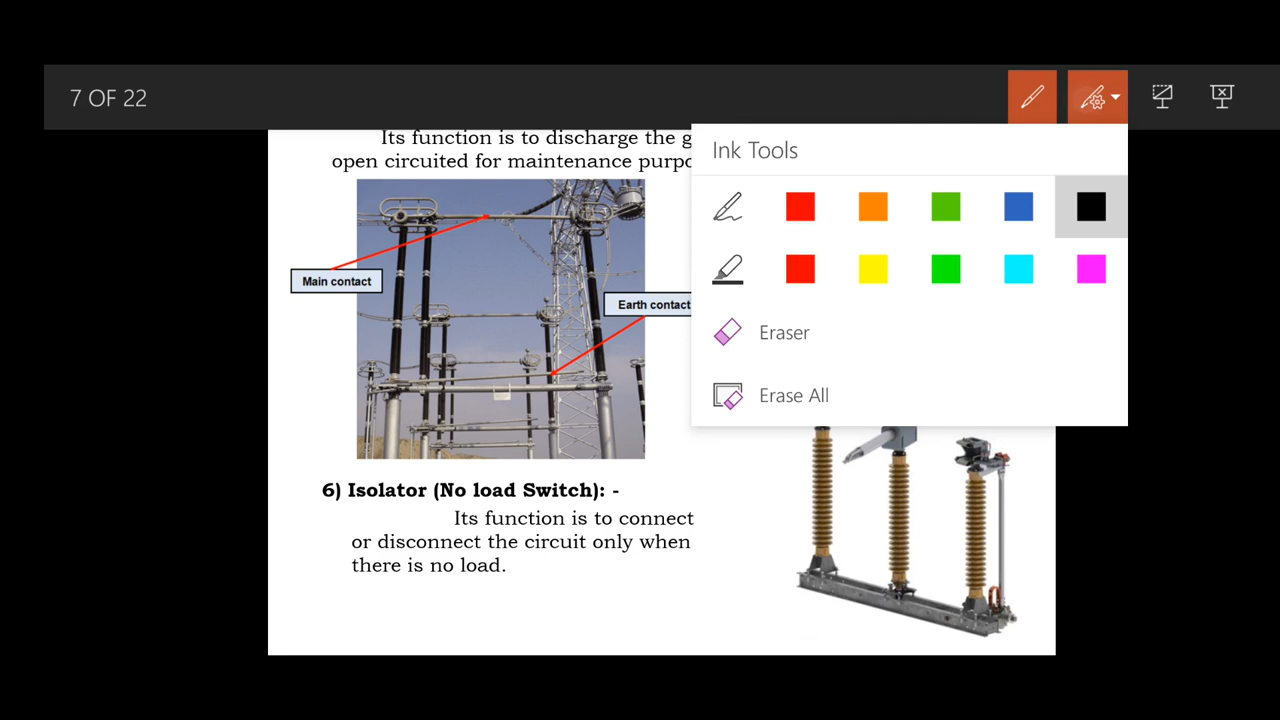 7 OF 22
Its function is to discharge the
open circuited for maintenance
Ink Tools
Main contact
Earth contact
Eraser
Erase All
6) Isolator (No load Switch): -
Its function is to connect
or disconnect the circuit only when
there is no load.